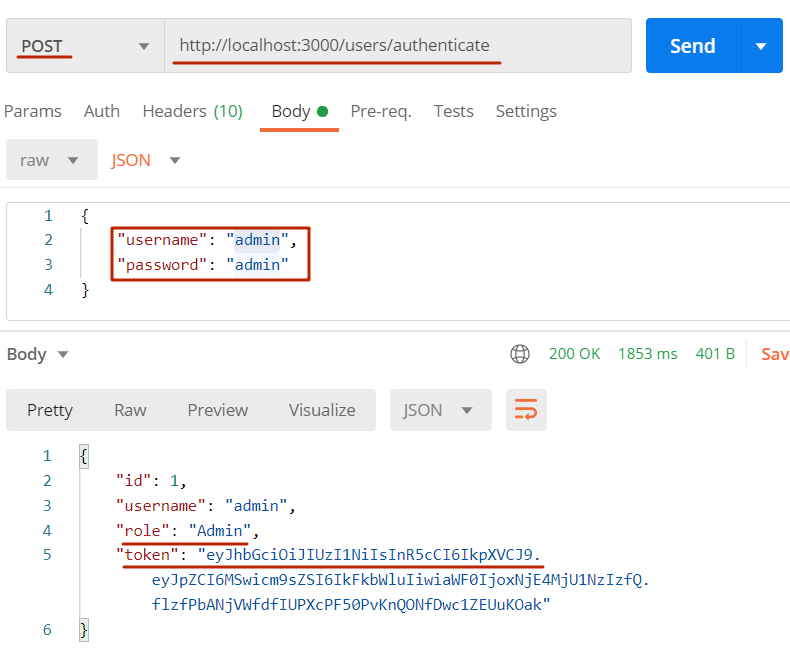 POST http://localhost:3000/users/authenticate Send
Params Auth Headers (10) Body Pre-req. Tests Settings
raw JSON
1 {
2 "username": "admin",
3 "password": "admin"
4 }
Body 200 OK 1853 ms 401 B Sav
Pretty Raw Preview Visualize JSON
1 {
2 "id": 1,
3 "username": "admin",
4 "role": "Admin",
5 "token": "eyJhbGciOiJIUzI1NiIsInR5cCI6IkpXVCJ9.
eyJpZCI6MSwicm9sZSI6IkFkbWluIiwiaWF0IjoxNjE4MjU1NzIzfQ.
flzfPbANjVWfdfIUPXcPF50PvKnQONfDwc1ZEUuKOak"
6 }